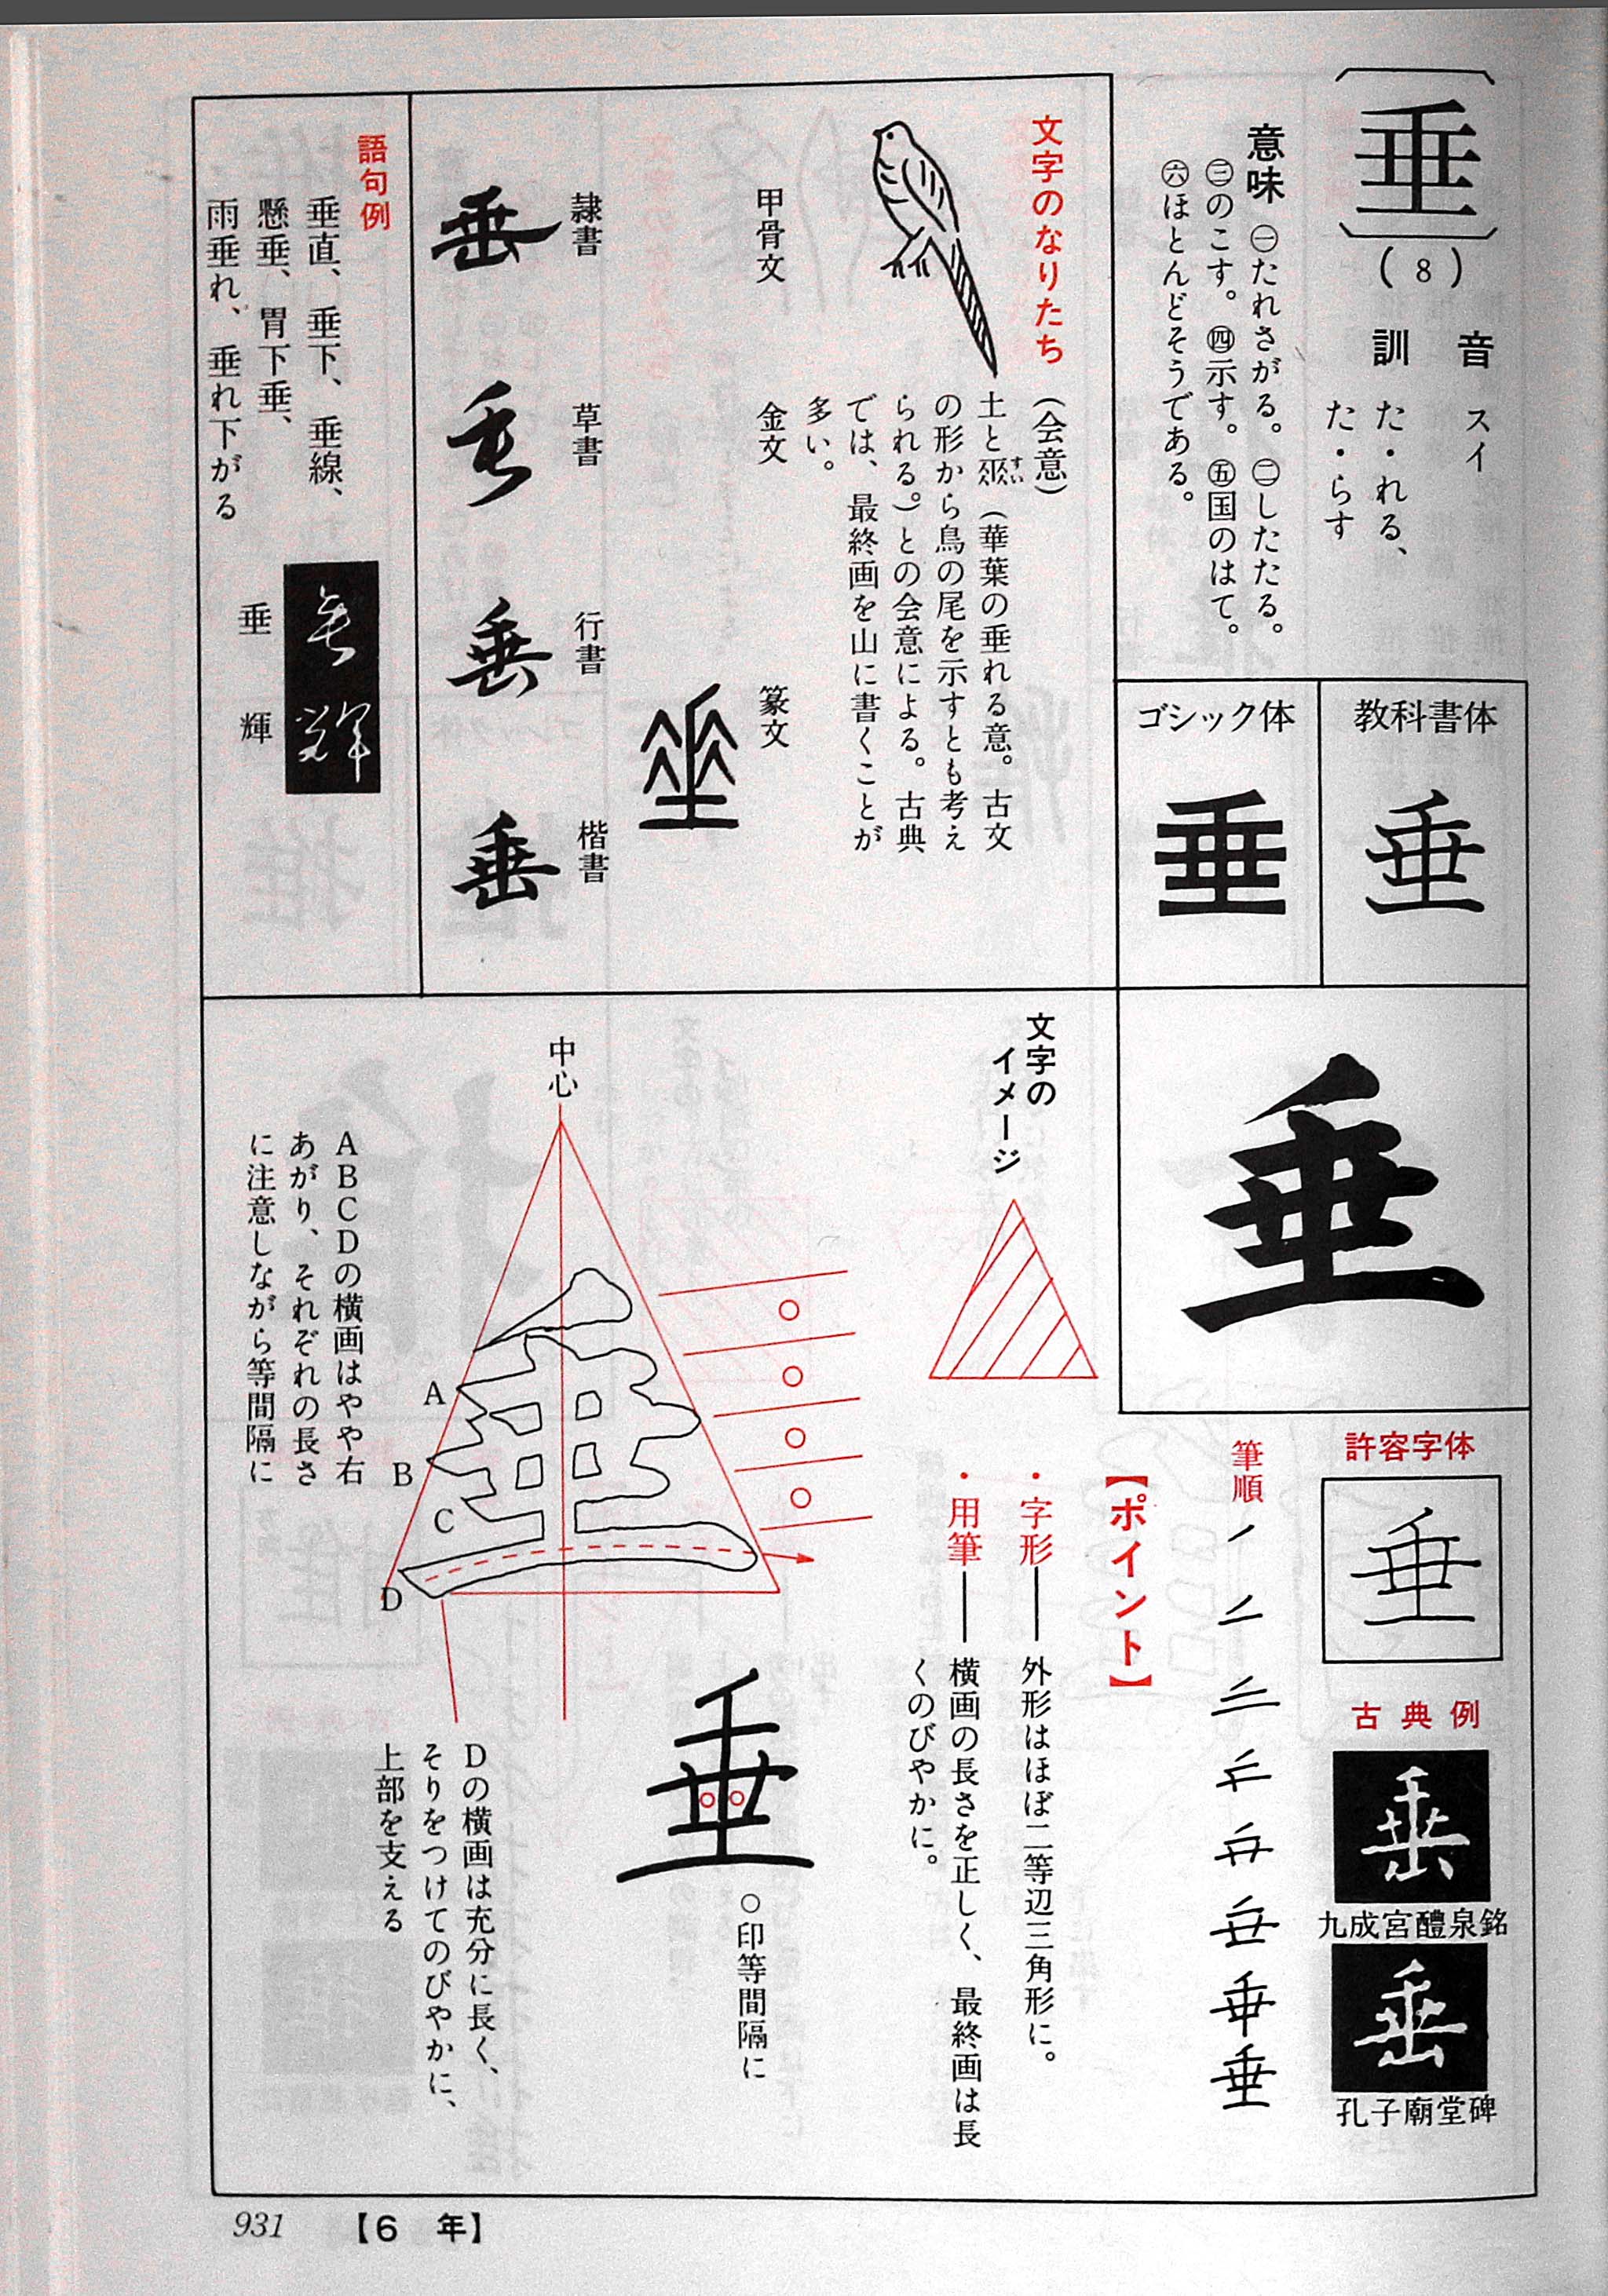 垂
(8)
音 スイ
訓 た・れる、
た・らす
意味 ㊀たれさがる。㊁したたる。
㊂のこす。㊃示す。㊄国のはて。
㊅ほとんどそうである。
教科書体
垂
ゴシック体
垂
垂
文字のなりたち
(会意)
土と𠂹(華葉の垂れる意。古文
すい
の形から鳥の尾を示すとも考え
られる。)との会意による。古典
では、最終画を山に書くことが
多い。
甲骨文
金文
篆文
隷書
垂
草書
垂
行書
垂
楷書
垂
語句例
垂直、垂下、垂線、
懸垂、胃下垂、
雨垂れ、垂れ下がる
垂輝
垂輝
許容字体
垂
古典例
垂
九成宮醴泉銘
垂
孔子廟堂碑
筆順
垂
【ポイント】
・字形――外形はほぼ二等辺三角形に。
・用筆――横画の長さを正しく、最終画は長
くのびやかに。
文字の
イメージ
中心
A
B
C
D
ABCDの横画はやや右
あがり、それぞれの長さ
に注意しながら等間隔に
垂
○印等間隔に
Dの横画は充分に長く、
そりをつけてのびやかに、
上部を支える
931 【6年】